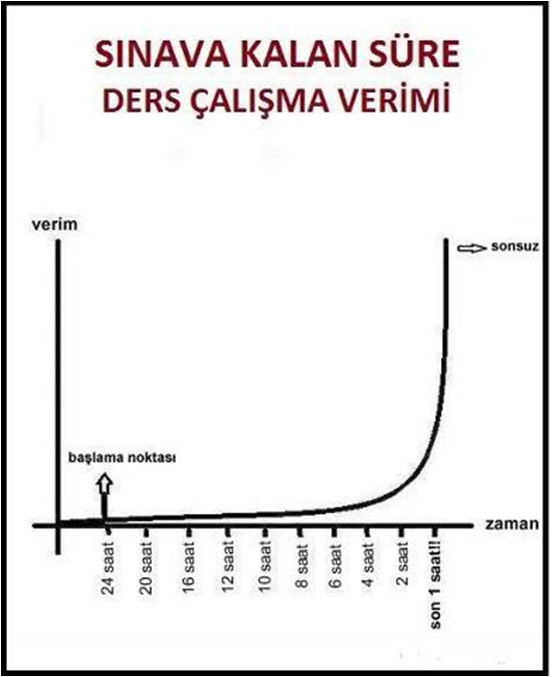 SINAVA KALAN SÜRE
DERS ÇALIŞMA VERİMİ
verim
sonsuz
başlama noktası
zaman
24 saat
20 saat
16 saat
12 saat
10 saat
8 saat
6 saat
4 saat
2 saat
son 1 saat!!